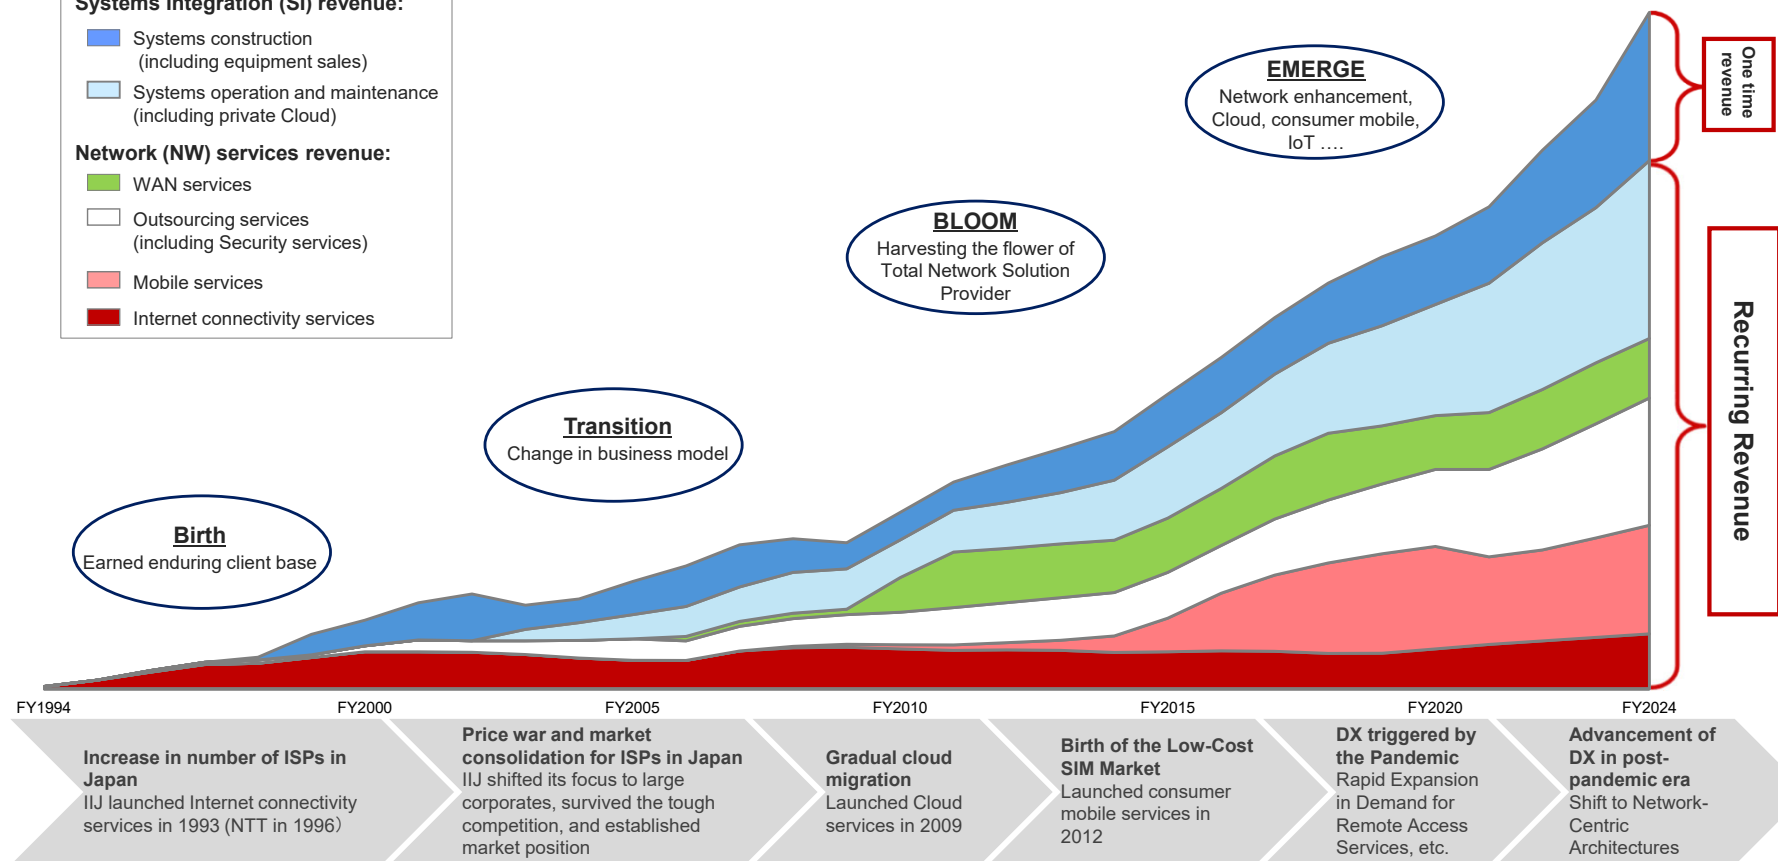 Systems Integration (SI) revenue:
Systems construction
(including equipment sales)
Systems operation and maintenance
(including private Cloud)
Network (NW) services revenue:
WAN services
Outsourcing services
(including Security services)
Mobile services
Internet connectivity services
Birth
Earned enduring client base
Transition
Change in business model
BLOOM
Harvesting the flower of
Total Network Solution
Provider
EMERGE
Network enhancement,
Cloud, consumer mobile,
IoT ….
One time
revenue
Recurring Revenue
FY1994
FY2000
FY2005
FY2010
FY2015
FY2020
FY2024
Increase in number of ISPs in
Japan
IIJ launched Internet connectivity
services in 1993 (NTT in 1996）
Price war and market
consolidation for ISPs in Japan
IIJ shifted its focus to large
corporates, survived the tough
competition, and established
market position
Gradual cloud
migration
Launched Cloud
services in 2009
Birth of the Low-Cost
SIM Market
Launched consumer
mobile services in
2012
DX triggered by
the Pandemic
Rapid Expansion
in Demand for
Remote Access
Services, etc.
Advancement of
DX in post-
pandemic era
Shift to Network-
Centric
Architectures